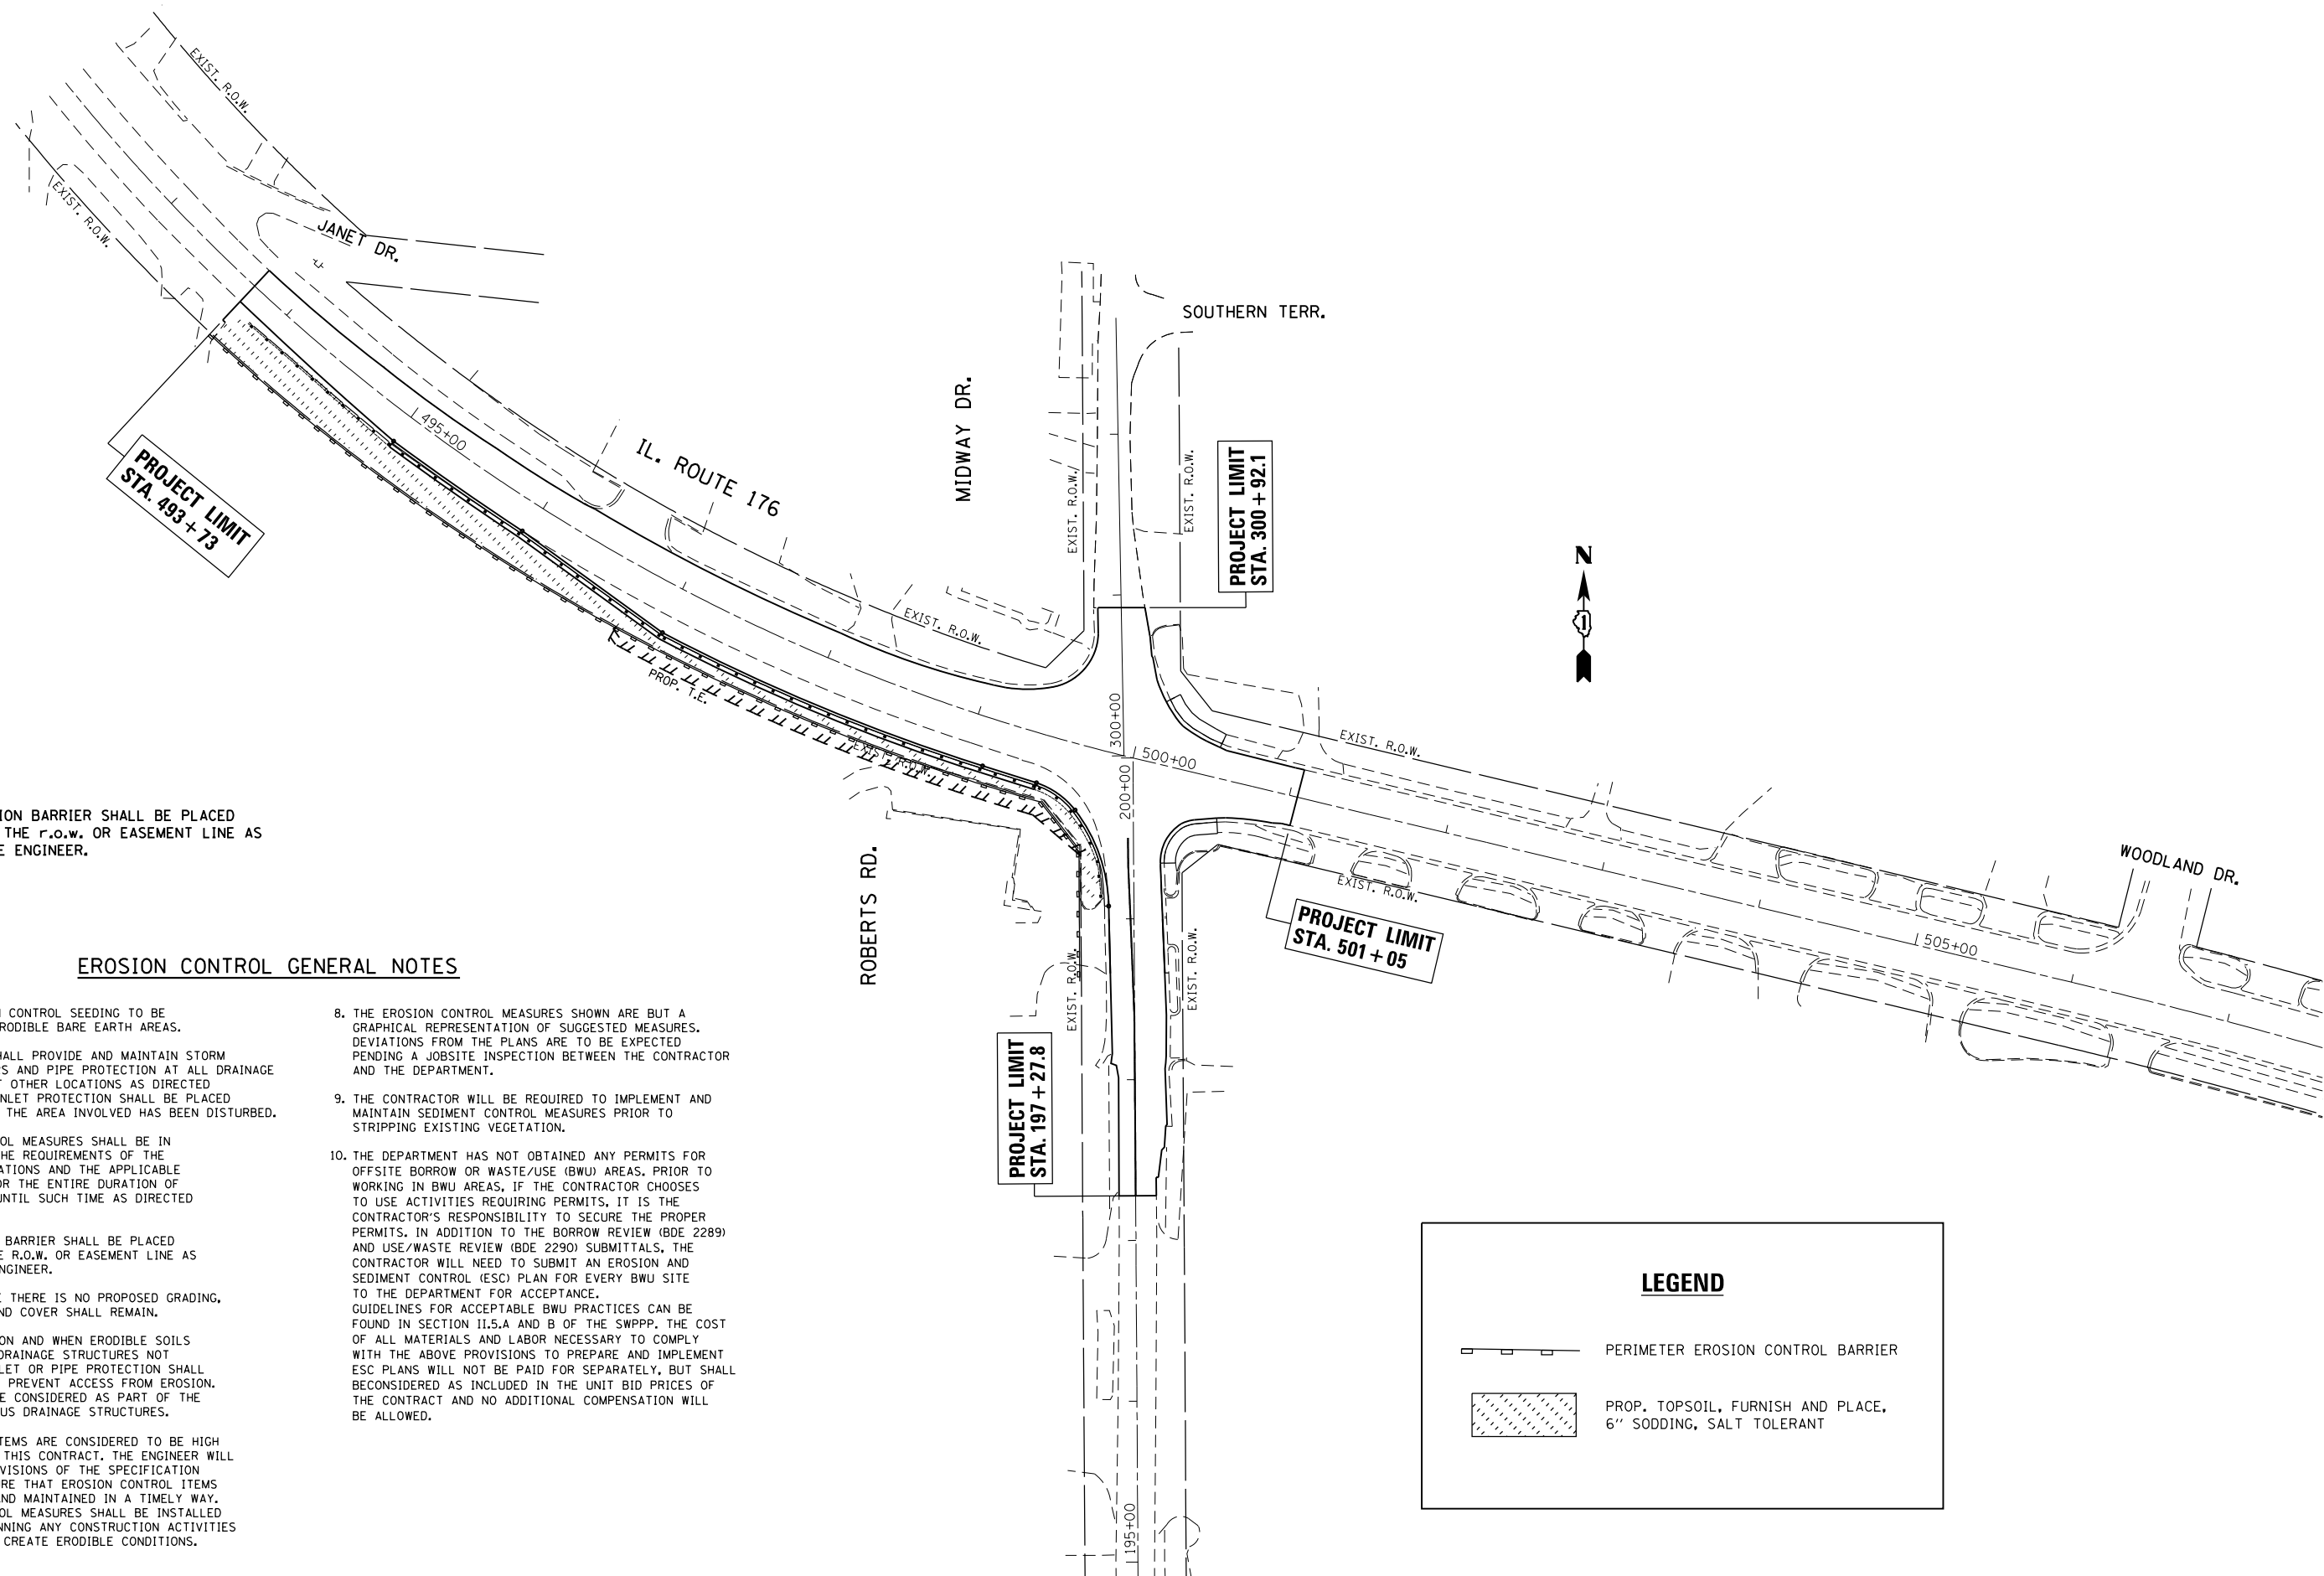 EXIST. R.O.W.
EXIST. R.O.W.
JANET DR.
SOUTHERN TERR.
495+00
IL. ROUTE 176
MIDWAY DR.
PROJECT LIMIT
STA. 493+73
EXIST. R.O.W.
EXIST. R.O.W.
PROJECT LIMIT
STA. 300+92.1
N
1
EXIST. R.O.W.
PROP. T.E.
EXIST. R.O.W.
300+00
200+00
500+00
EXIST. R.O.W.
ROBERTS RD.
EXIST. R.O.W.
WOODLAND DR.
PROJECT LIMIT
STA. 501+05
505+00
EXIST. R.O.W.
EXIST. R.O.W.
PROJECT LIMIT
STA. 197+27.8
195+00
ION BARRIER SHALL BE PLACED
THE r.o.w. OR EASEMENT LINE AS
E ENGINEER.
EROSION CONTROL GENERAL NOTES
CONTROL SEEDING TO BE
RODIBLE BARE EARTH AREAS.
HALL PROVIDE AND MAINTAIN STORM
RS AND PIPE PROTECTION AT ALL DRAINAGE
T OTHER LOCATIONS AS DIRECTED
NLET PROTECTION SHALL BE PLACED
THE AREA INVOLVED HAS BEEN DISTURBED.
OL MEASURES SHALL BE IN
HE REQUIREMENTS OF THE
ATIONS AND THE APPLICABLE
OR THE ENTIRE DURATION OF
UNTIL SUCH TIME AS DIRECTED
BARRIER SHALL BE PLACED
E R.O.W. OR EASEMENT LINE AS
NGINEER.
E THERE IS NO PROPOSED GRADING,
ND COVER SHALL REMAIN.
ON AND WHEN ERODIBLE SOILS
DRAINAGE STRUCTURES NOT
LET OR PIPE PROTECTION SHALL
PREVENT ACCESS FROM EROSION.
E CONSIDERED AS PART OF THE
US DRAINAGE STRUCTURES.
TEMS ARE CONSIDERED TO BE HIGH
THIS CONTRACT. THE ENGINEER WILL
VISIONS OF THE SPECIFICATION
RE THAT EROSION CONTROL ITEMS
ND MAINTAINED IN A TIMELY WAY.
OL MEASURES SHALL BE INSTALLED
NNING ANY CONSTRUCTION ACTIVITIES
CREATE ERODIBLE CONDITIONS.
8. THE EROSION CONTROL MEASURES SHOWN ARE BUT A
GRAPHICAL REPRESENTATION OF SUGGESTED MEASURES.
DEVIATIONS FROM THE PLANS ARE TO BE EXPECTED
PENDING A JOBSITE INSPECTION BETWEEN THE CONTRACTOR
AND THE DEPARTMENT.
9. THE CONTRACTOR WILL BE REQUIRED TO IMPLEMENT AND
MAINTAIN SEDIMENT CONTROL MEASURES PRIOR TO
STRIPPING EXISTING VEGETATION.
10. THE DEPARTMENT HAS NOT OBTAINED ANY PERMITS FOR
OFFSITE BORROW OR WASTE/USE (BWU) AREAS. PRIOR TO
WORKING IN BWU AREAS, IF THE CONTRACTOR CHOOSES
TO USE ACTIVITIES REQUIRING PERMITS, IT IS THE
CONTRACTOR'S RESPONSIBILITY TO SECURE THE PROPER
PERMITS. IN ADDITION TO THE BORROW REVIEW (BDE 2289)
AND USE/WASTE REVIEW (BDE 2290) SUBMITTALS, THE
CONTRACTOR WILL NEED TO SUBMIT AN EROSION AND
SEDIMENT CONTROL (ESC) PLAN FOR EVERY BWU SITE
TO THE DEPARTMENT FOR ACCEPTANCE.
GUIDELINES FOR ACCEPTABLE BWU PRACTICES CAN BE
FOUND IN SECTION II.5.A AND B OF THE SWPPP. THE COST
OF ALL MATERIALS AND LABOR NECESSARY TO COMPLY
WITH THE ABOVE PROVISIONS TO PREPARE AND IMPLEMENT
ESC PLANS WILL NOT BE PAID FOR SEPARATELY, BUT SHALL
BECONSIDERED AS INCLUDED IN THE UNIT BID PRICES OF
THE CONTRACT AND NO ADDITIONAL COMPENSATION WILL
BE ALLOWED.
LEGEND
PERIMETER EROSION CONTROL BARRIER
PROP. TOPSOIL, FURNISH AND PLACE,
6" SODDING, SALT TOLERANT